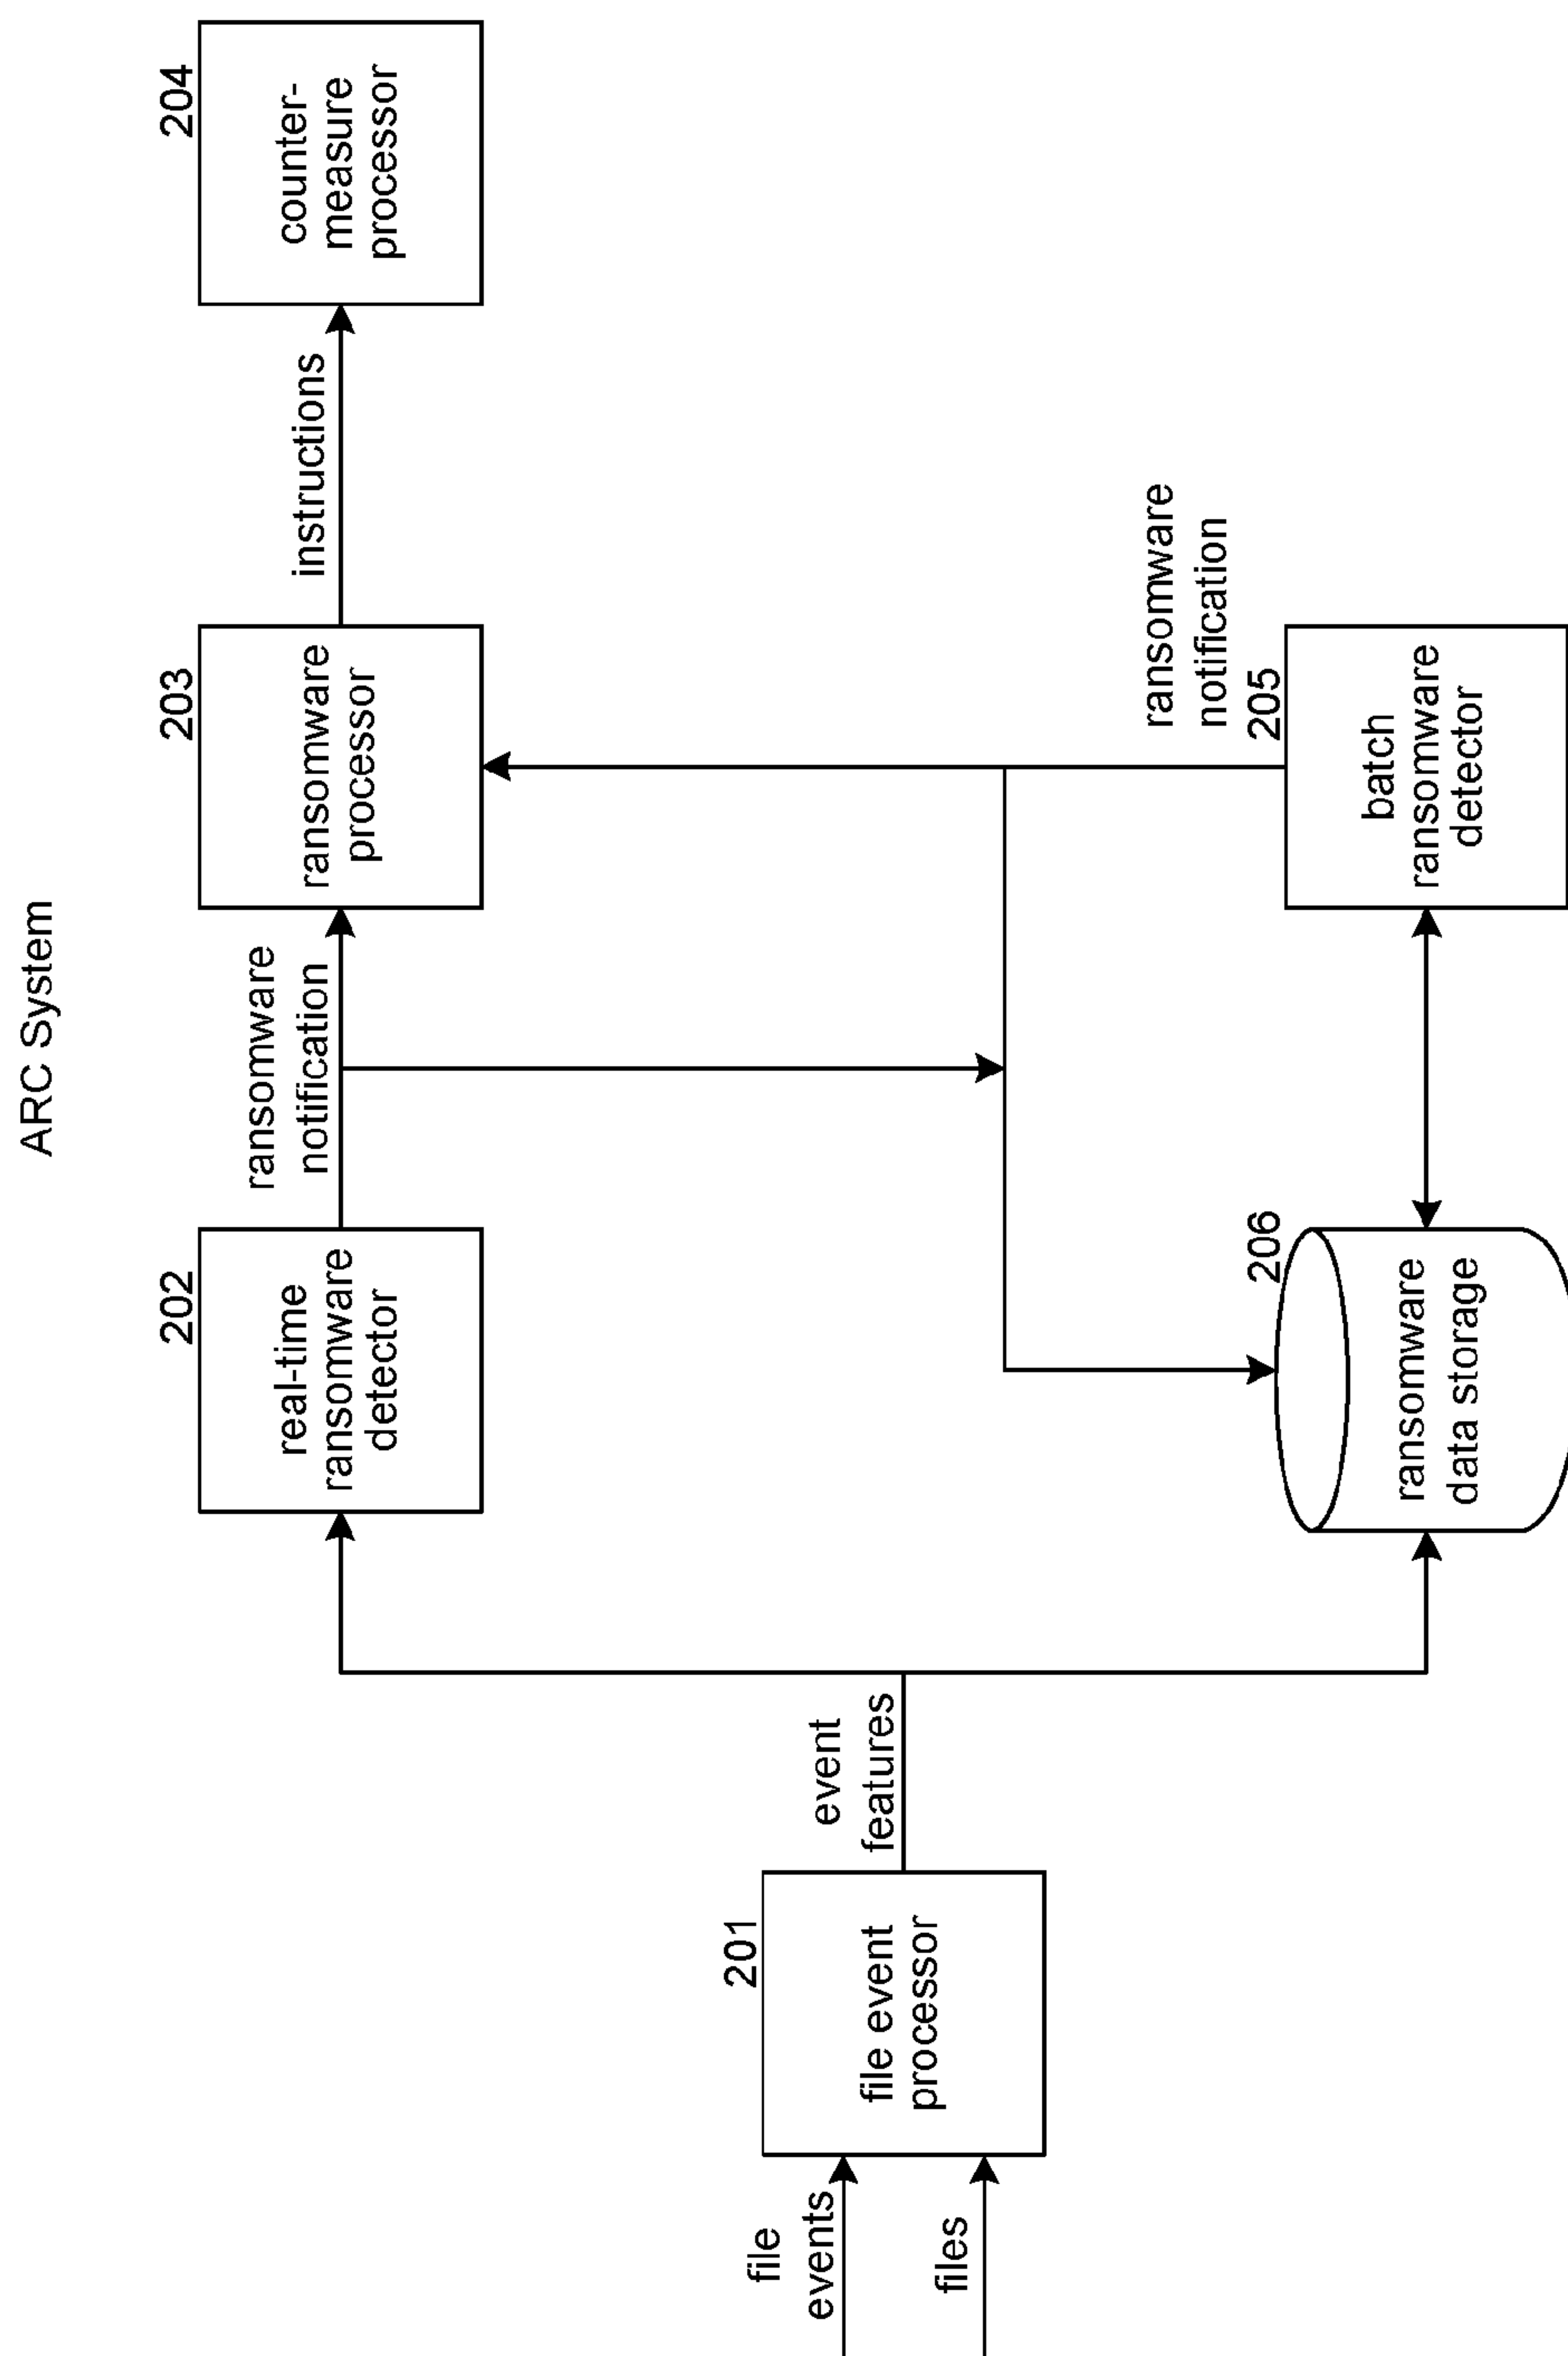 ARC System
204
counter-
measure
processor
instructions
203
ransomware
processor
ransomware
notification
202
real-time
ransomware
detector
ransomware
notification
205
batch
ransomware
detector
206
ransomware
data storage
event
features
201
file event
processor
file
events
files